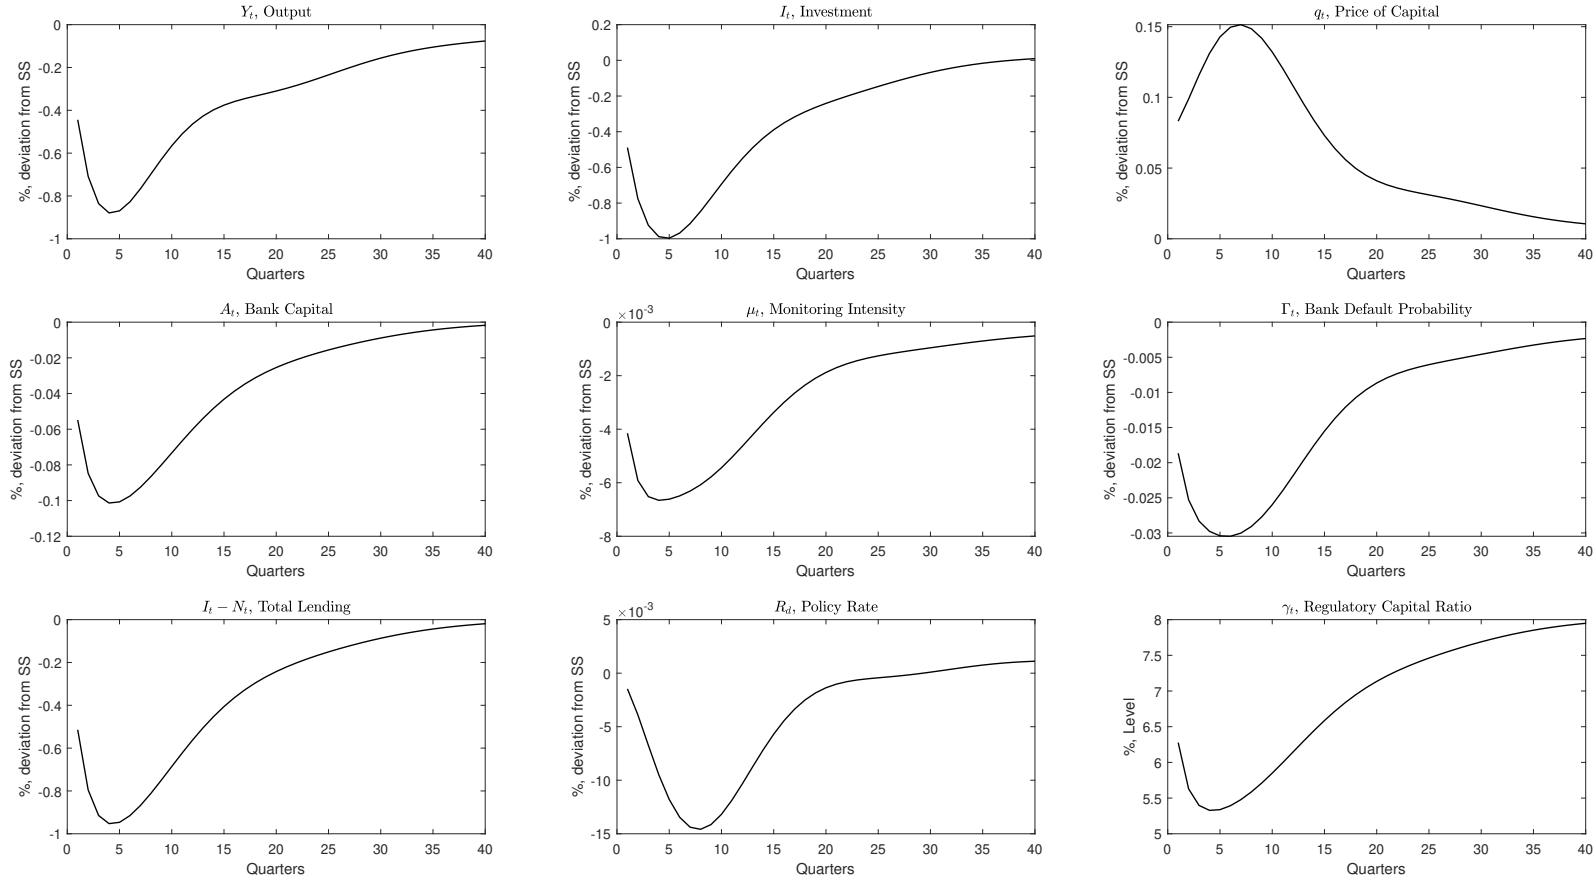 Y_t, Output
%, deviation from SS
0
-0.2
-0.4
-0.6
-0.8
-1
0 5 10 15 20 25 30 35 40
Quarters
I_t, Investment
%, deviation from SS
0.2
0
-0.2
-0.4
-0.6
-0.8
-1
0 5 10 15 20 25 30 35 40
Quarters
q_t, Price of Capital
%, deviation from SS
0.15
0.1
0.05
0
0 5 10 15 20 25 30 35 40
Quarters
A_t, Bank Capital
%, deviation from SS
0
-0.02
-0.04
-0.06
-0.08
-0.1
-0.12
0 5 10 15 20 25 30 35 40
Quarters
μ_t, Monitoring Intensity
×10⁻³
%, deviation from SS
0
-2
-4
-6
-8
0 5 10 15 20 25 30 35 40
Quarters
Γ_t, Bank Default Probability
%, deviation from SS
0
-0.005
-0.01
-0.015
-0.02
-0.025
-0.03
0 5 10 15 20 25 30 35 40
Quarters
I_t − N_t, Total Lending
%, deviation from SS
0
-0.2
-0.4
-0.6
-0.8
-1
0 5 10 15 20 25 30 35 40
Quarters
R_d, Policy Rate
×10⁻³
%, deviation from SS
5
0
-5
-10
-15
0 5 10 15 20 25 30 35 40
Quarters
γ_t, Regulatory Capital Ratio
%, Level
8
7.5
7
6.5
6
5.5
5
0 5 10 15 20 25 30 35 40
Quarters